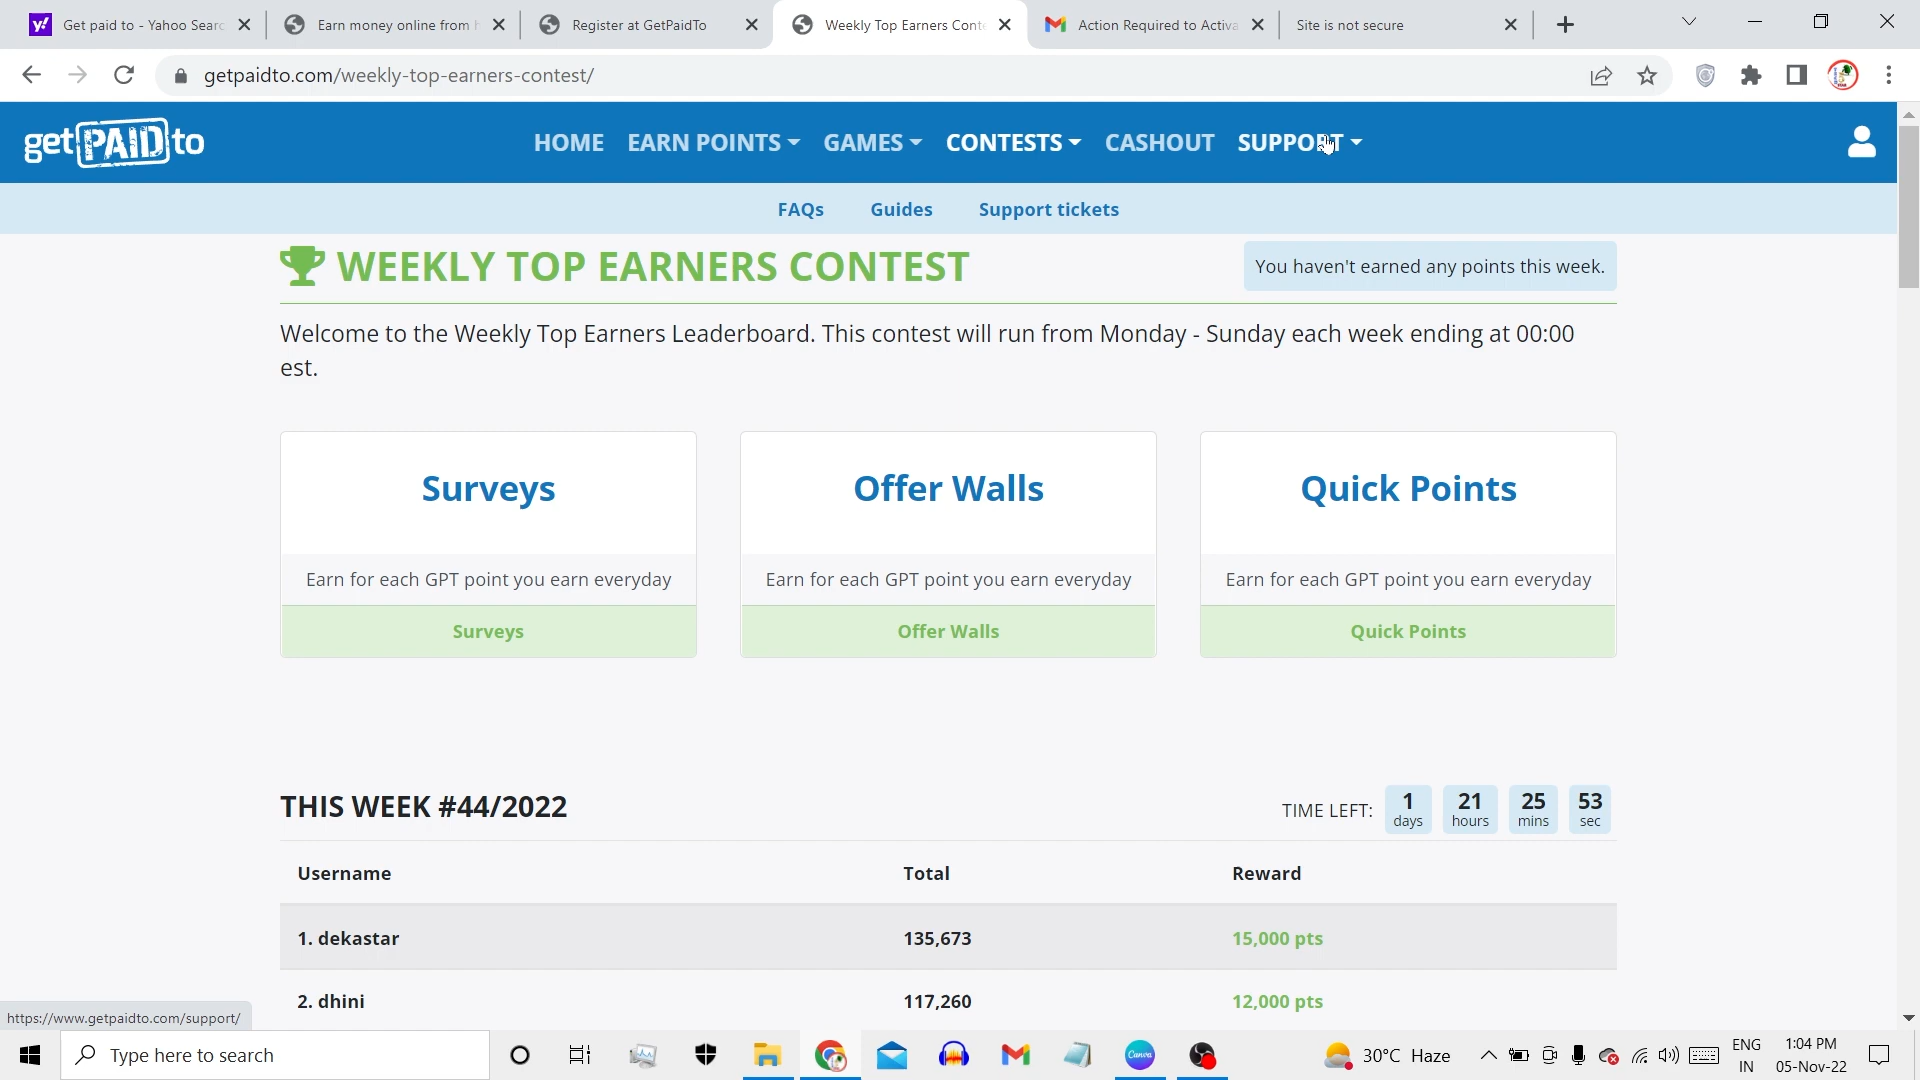 Get paid to - Yahoo Sear
Earn money online from
Register at GetPaidTo
Weekly Top Earners Conte
Action Required to Activa
Site is not secure
getpaidto.com/weekly-top-earners-contest/
getPAIDto
HOME
EARN POINTS
GAMES
CONTESTS
CASHOUT
SUPPORT
FAQs
Guides
Support tickets
WEEKLY TOP EARNERS CONTEST
You haven't earned any points this week.
Welcome to the Weekly Top Earners Leaderboard. This contest will run from Monday - Sunday each week ending at 00:00
est.
Surveys
Offer Walls
Quick Points
Earn for each GPT point you earn everyday
Earn for each GPT point you earn everyday
Earn for each GPT point you earn everyday
Surveys
Offer Walls
Quick Points
THIS WEEK #44/2022
TIME LEFT:
1 21 25 53
days hours mins sec
Username Total Reward
1. dekastar 135,673 15,000 pts
2. dhini 117,260 12,000 pts
https://www.getpaidto.com/support/
Type here to search
Canva
30°C Haze
ENG
IN
1:04 PM
05-Nov-22